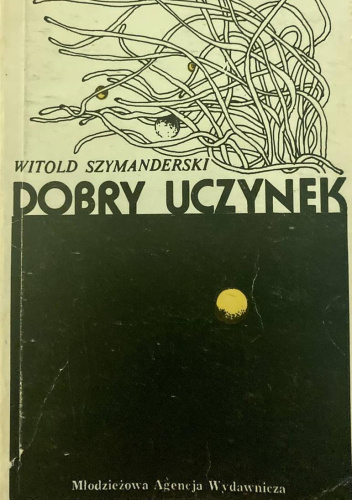 WITOLD SZYMANDERSKI
DOBRY UCZYNEK
Młodzieżowa Agencja Wydawnicza